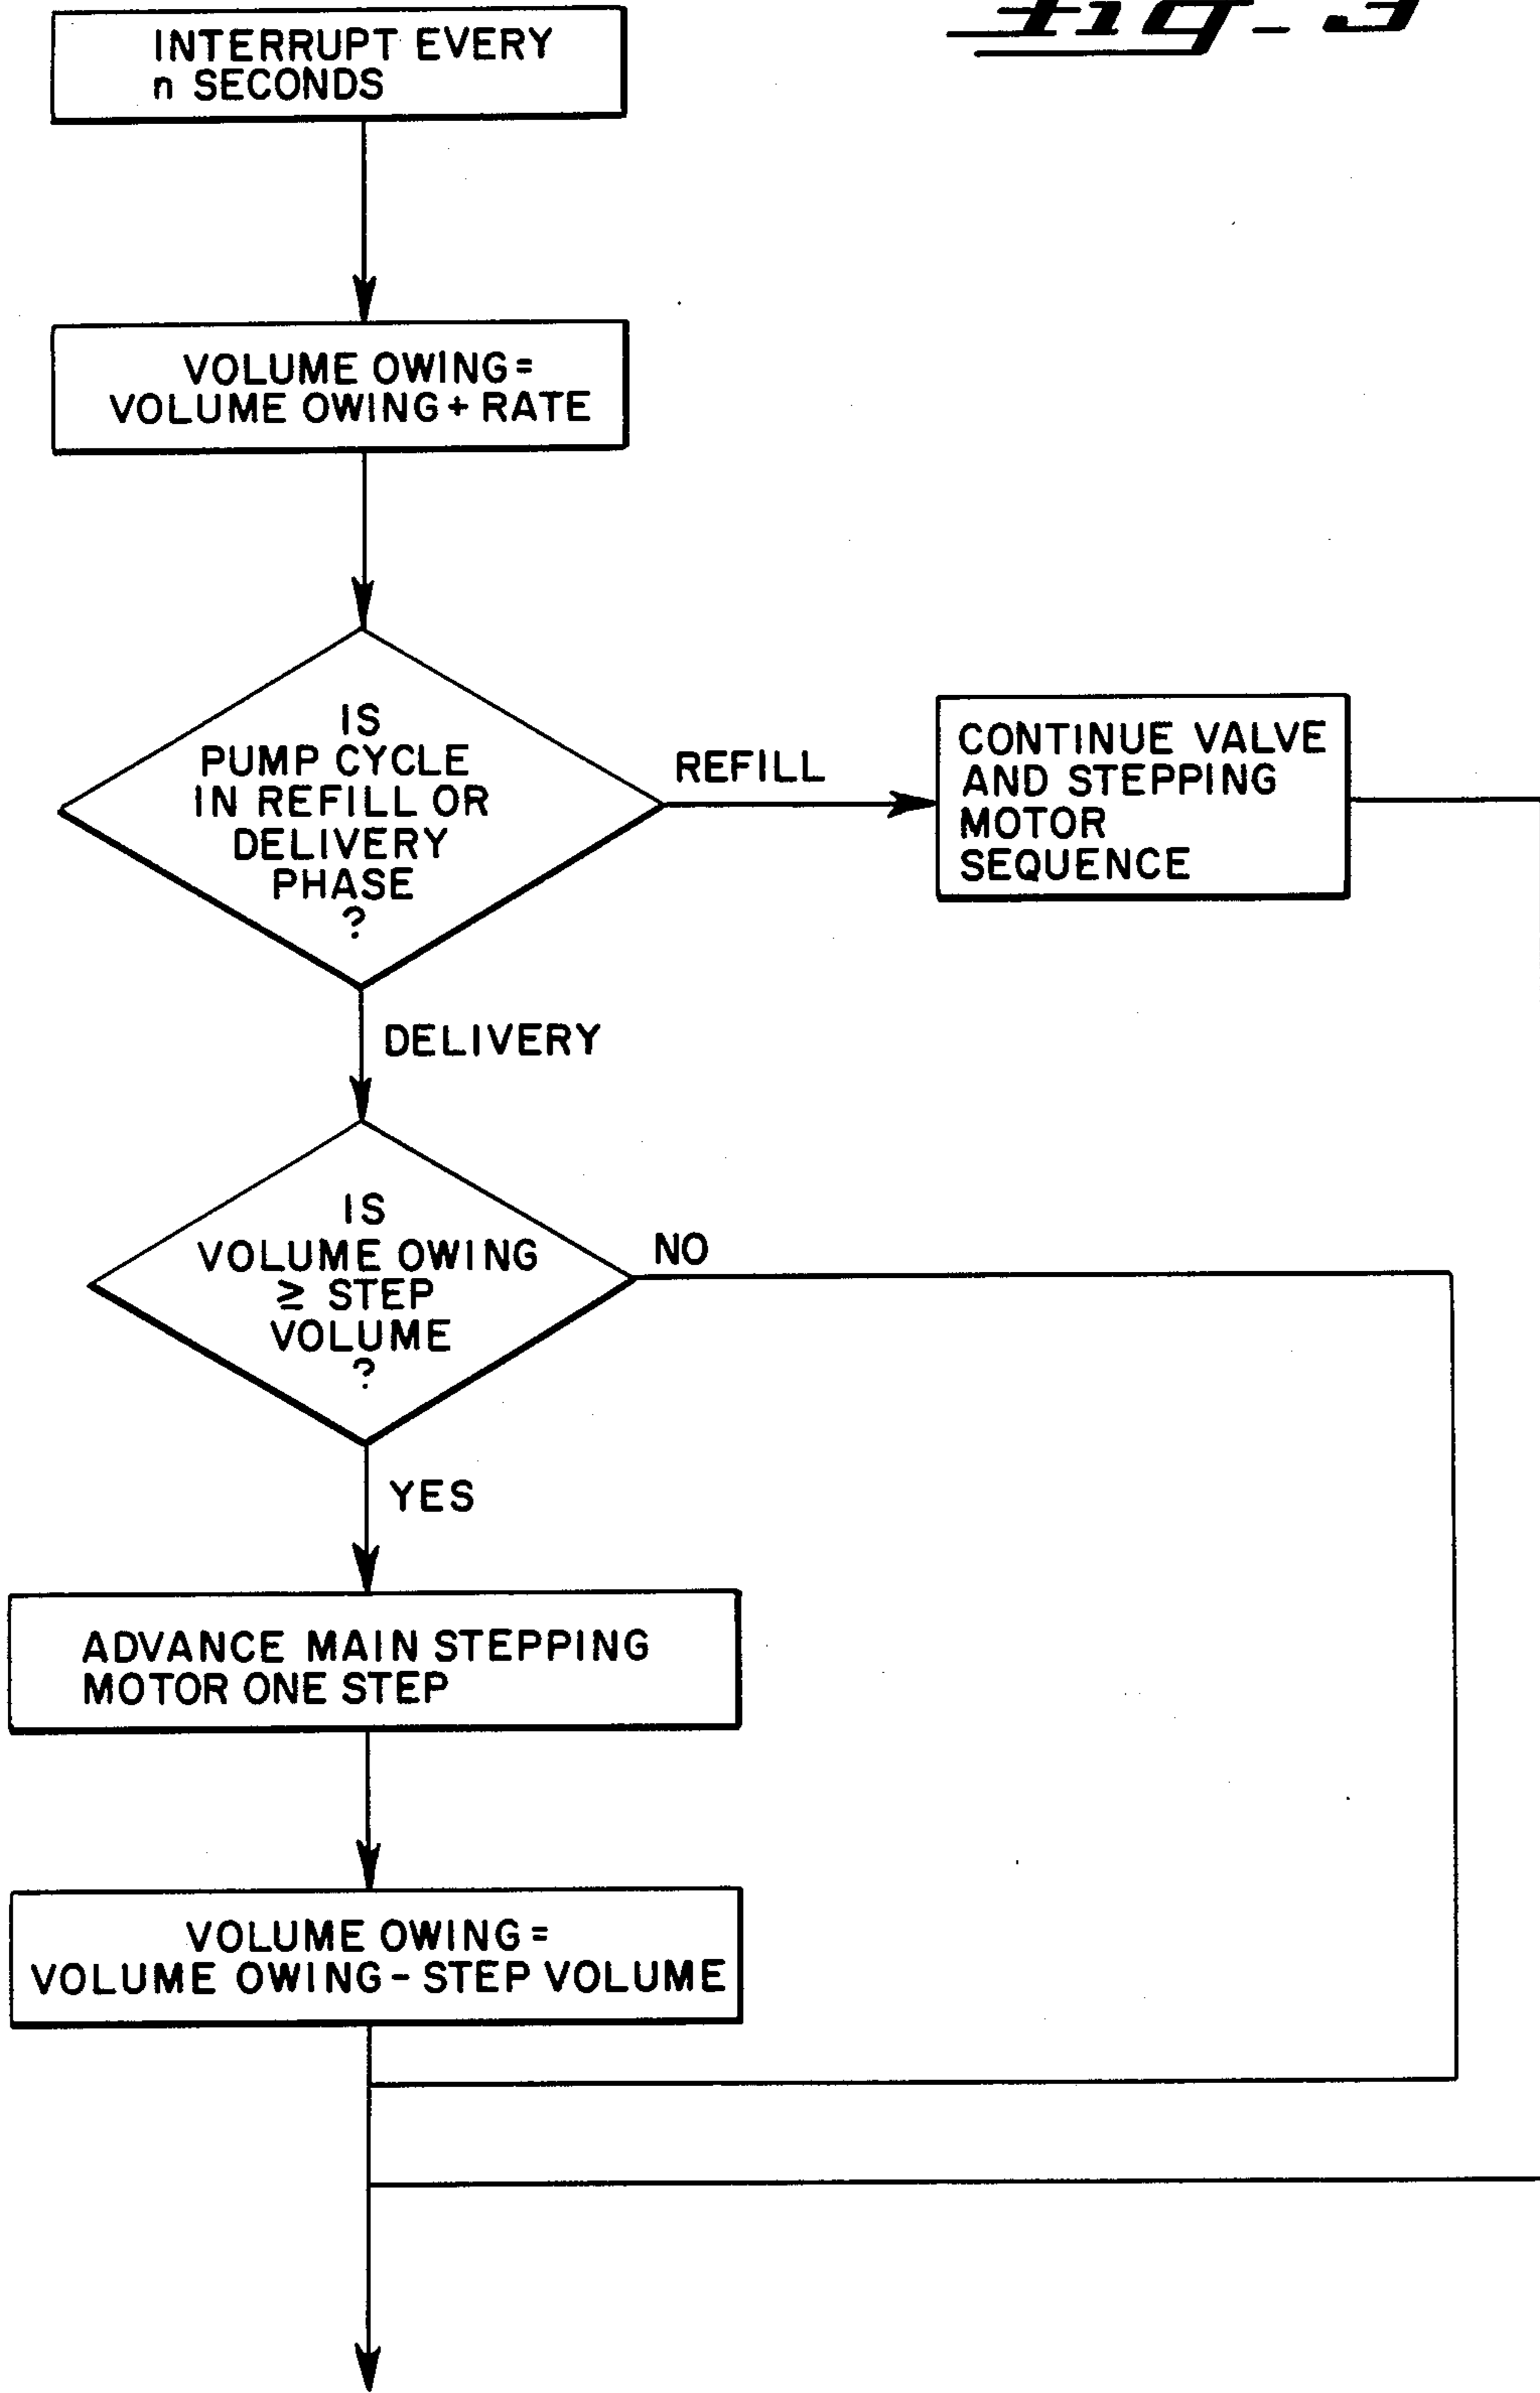 fig-3
INTERRUPT EVERY
n SECONDS
VOLUME OWING =
VOLUME OWING + RATE
IS
PUMP CYCLE
IN REFILL OR
DELIVERY
PHASE
?
REFILL
CONTINUE VALVE
AND STEPPING
MOTOR
SEQUENCE
DELIVERY
IS
VOLUME OWING
≥ STEP
VOLUME
?
NO
YES
ADVANCE MAIN STEPPING
MOTOR ONE STEP
VOLUME OWING =
VOLUME OWING - STEP VOLUME